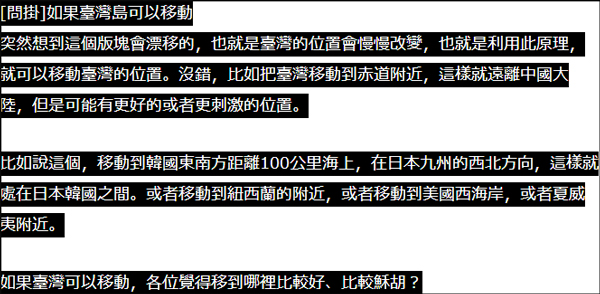 [問掛]如果臺灣島可以移動
突然想到這個版塊會漂移的，也就是臺灣的位置會慢慢改變，也就是利用此原理，
就可以移動臺灣的位置。沒錯，比如把臺灣移動到赤道附近，這樣就遠離中國大
陸，但是可能有更好的或者更刺激的位置。
比如說這個，移動到韓國東南方距離100公里海上，在日本九州的西北方向，這樣就
處在日本韓國之間。或者移動到紐西蘭的附近，或者移動到美國西海岸，或者夏威
夷附近。
如果臺灣可以移動，各位覺得移到哪裡比較好、比較穌胡？